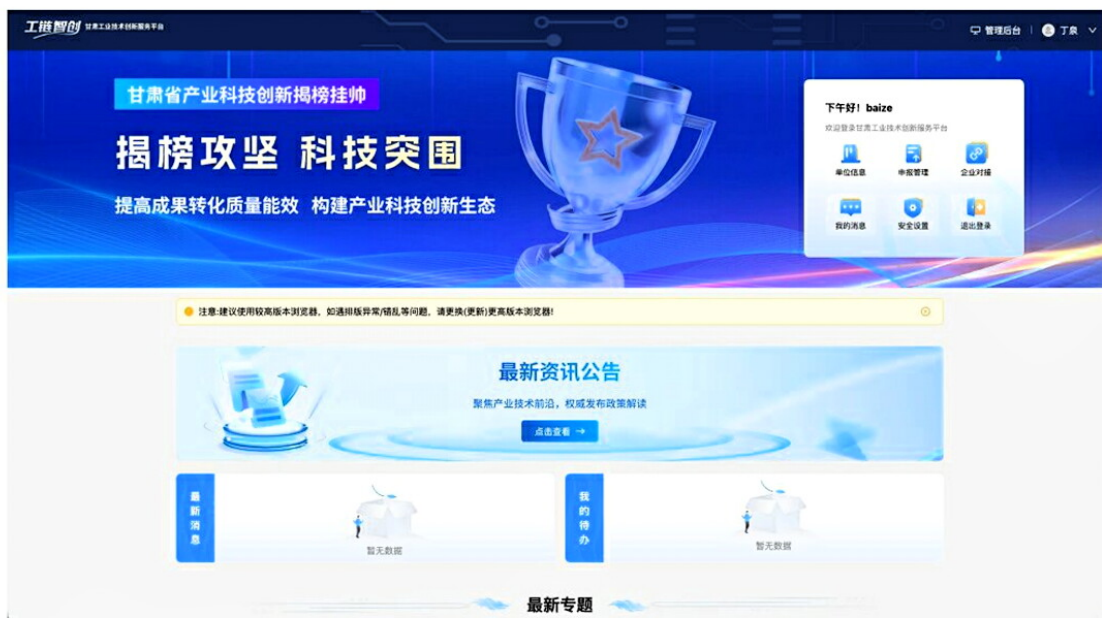 工链智创 甘肃工业技术创新服务平台
管理后台
丁泉
甘肃省产业科技创新揭榜挂帅
揭榜攻坚 科技突围
提高成果转化质量能效 构建产业科技创新生态
下午好！baize
欢迎登录甘肃工业技术创新服务平台
单位信息 申报管理 企业对接
我的消息 安全设置 退出登录
注意:建议使用较高版本浏览器，如遇排版异常/错乱等问题，请更换(更新)更高版本浏览器!
最新资讯公告
聚焦产业技术前沿，权威发布政策解读
点击查看 →
最新消息
暂无数据
我的待办
暂无数据
最新专题